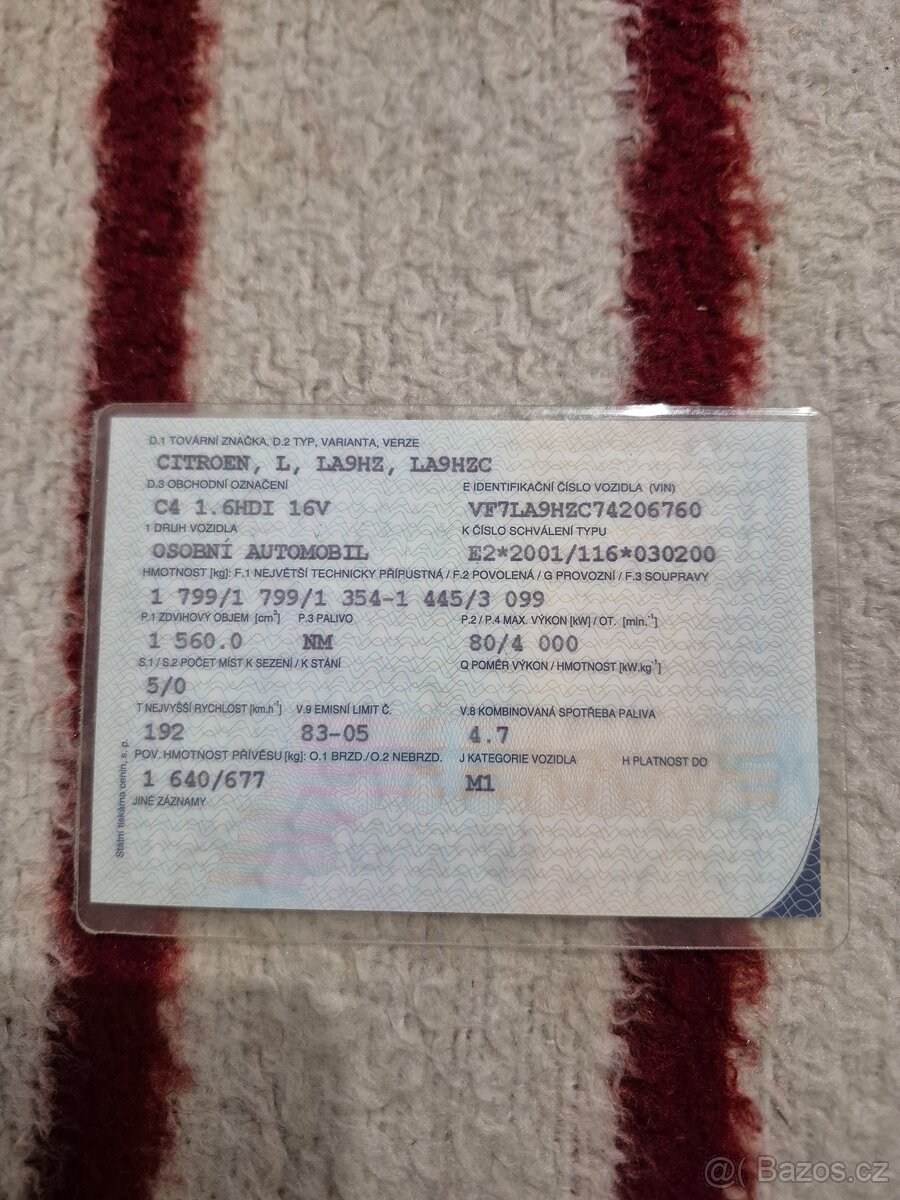 D.1 TOVÁRNÍ ZNAČKA, D.2 TYP, VARIANTA, VERZE
CITROEN, L, LA9HZ, LA9HZC
D.3 OBCHODNÍ OZNAČENÍ E IDENTIFIKAČNÍ ČÍSLO VOZIDLA (VIN)
C4 1.6HDI 16V VF7LA9HZC74206760
1 DRUH VOZIDLA K ČÍSLO SCHVÁLENÍ TYPU
OSOBNÍ AUTOMOBIL E2*2001/116*030200
HMOTNOST [kg]: F.1 NEJVĚTŠÍ TECHNICKY PŘÍPUSTNÁ / F.2 POVOLENÁ / G PROVOZNÍ / F.3 SOUPRAVY
1 799/1 799/1 354-1 445/3 099
P.1 ZDVIHOVÝ OBJEM [cm³] P.3 PALIVO P.2 / P.4 MAX. VÝKON [kW] / OT. [min.⁻¹]
1 560.0 NM 80/4 000
S.1 / S.2 POČET MÍST K SEZENÍ / K STÁNÍ Q POMĚR VÝKON / HMOTNOST [kW.kg⁻¹]
5/0
T NEJVYŠŠÍ RYCHLOST [km.h⁻¹] V.9 EMISNÍ LIMIT Č. V.8 KOMBINOVANÁ SPOTŘEBA PALIVA
192 83-05 4.7
POV. HMOTNOST PŘÍVĚSU [kg]: O.1 BRZD./O.2 NEBRZD. J KATEGORIE VOZIDLA H PLATNOST DO
1 640/677 M1
JINÉ ZÁZNAMY
Státní tiskárna cenin, s. p.
@( Bazos.cz